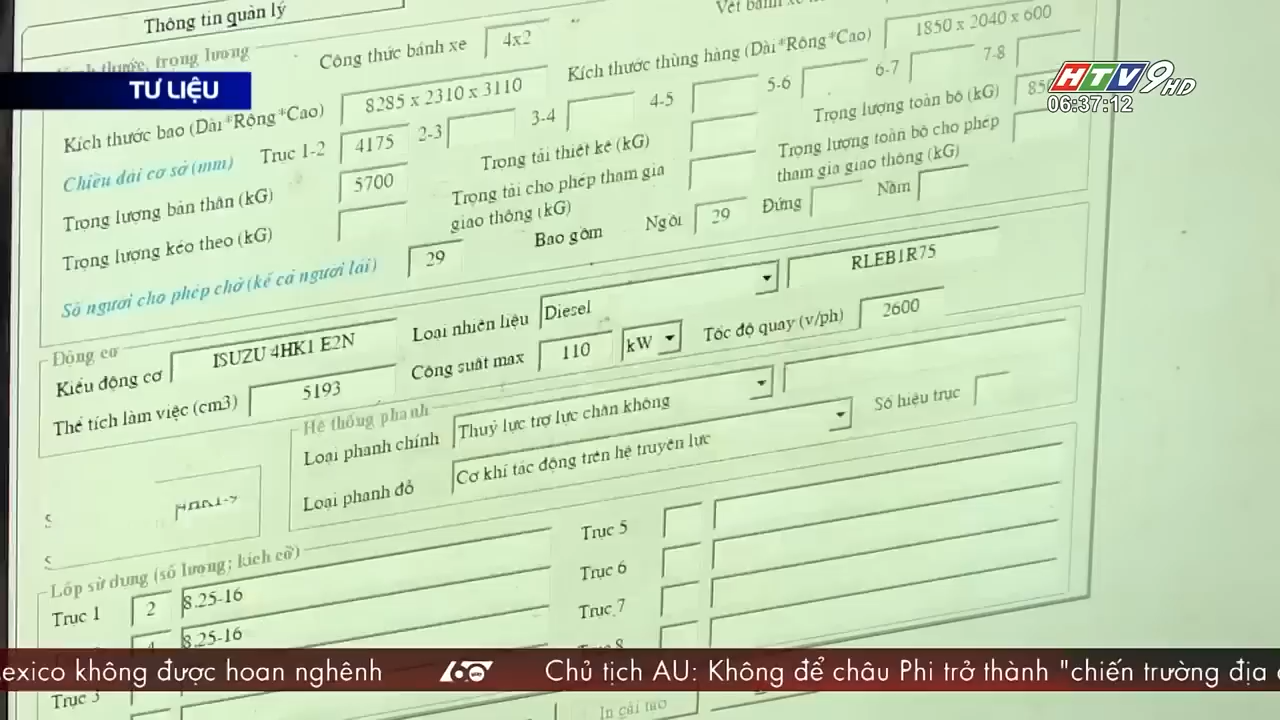 Thông tin quản lý
TƯ LIỆU
HTV9 HD
06:37:12
Công thức bánh xe 4x2
Kích thước thùng hàng (Dài*Rộng*Cao) 1850 x 2040 x 600
Kích thước bao (Dài*Rộng*Cao) 8285 x 2310 x 3110
Chiều dài cơ sở (mm) Trục 1-2 4175 2-3 3-4 4-5 5-6 6-7 7-8
Trọng lượng bản thân (kG) 5700
Trọng tải thiết kế (kG)
Trọng lượng toàn bộ (kG)
Trọng lượng kéo theo (kG)
Trọng tải cho phép tham gia
giao thông (kG)
Trọng lượng toàn bộ cho phép
tham gia giao thông (kG)
Số người cho phép chở (kể cả người lái) 29 Bao gồm Ngồi 29 Đứng Nằm
Động cơ
Kiểu động cơ ISUZU 4HK1 E2N Loại nhiên liệu Diesel RLEB1R75
Thể tích làm việc (cm3) 5193 Công suất max 110 kW Tốc độ quay (v/ph) 2600
Hệ thống phanh
Loại phanh chính Thuỷ lực trợ lực chân không
Loại phanh đỗ Cơ khí tác động trên hệ truyền lực Số hiệu trục
Lốp sử dụng (số lượng; kích cỡ)
Trục 1 2 8.25-16 Trục 5
4 8.25-16 Trục 6
Trục 3 Trục 7
In cải tạo
exico không được hoan nghênh 60 giây Chủ tịch AU: Không để châu Phi trở thành "chiến trường địa